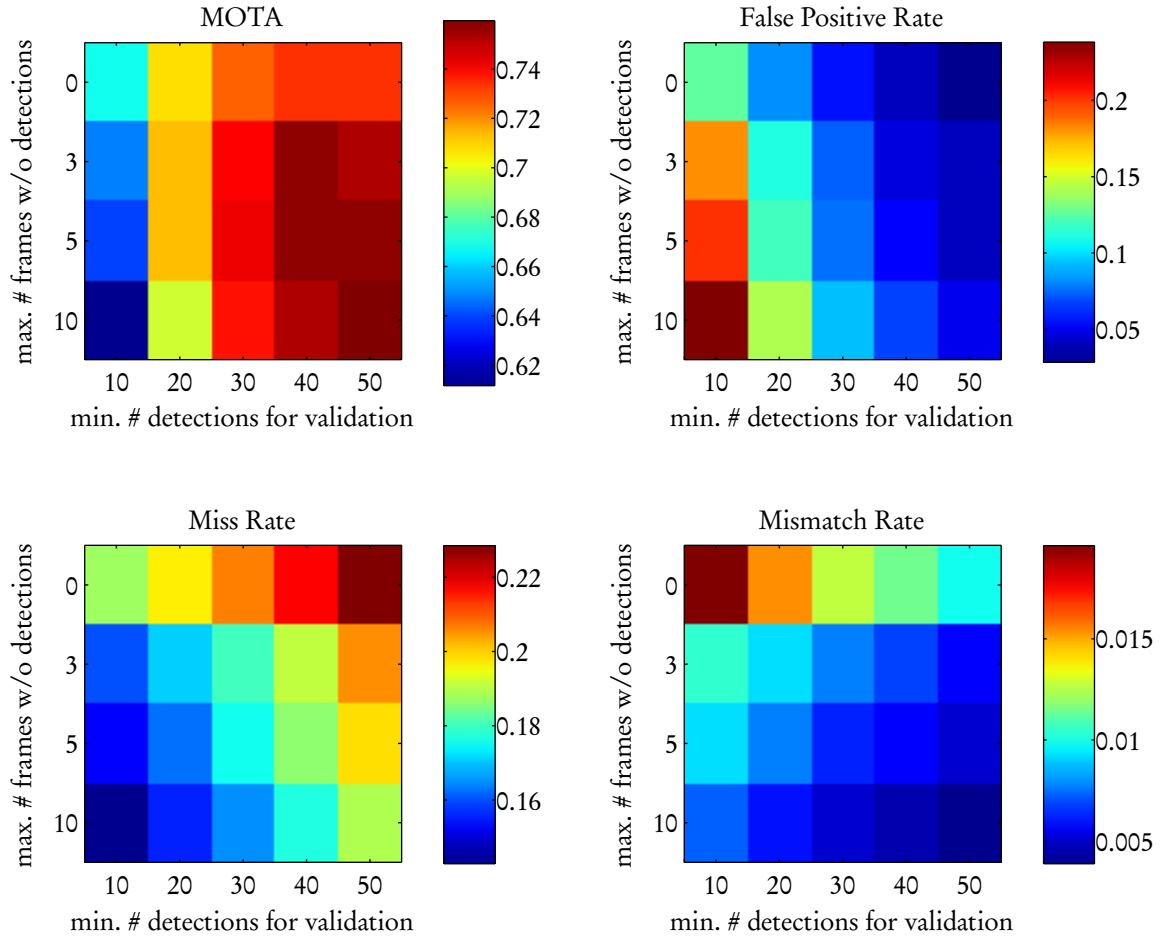 MOTA
max. # frames w/o detections
0
3
5
10
10 20 30 40 50
min. # detections for validation
0.74
0.72
0.7
0.68
0.66
0.64
0.62
False Positive Rate
max. # frames w/o detections
0
3
5
10
10 20 30 40 50
min. # detections for validation
0.2
0.15
0.1
0.05
Miss Rate
max. # frames w/o detections
0
3
5
10
10 20 30 40 50
min. # detections for validation
0.22
0.2
0.18
0.16
Mismatch Rate
max. # frames w/o detections
0
3
5
10
10 20 30 40 50
min. # detections for validation
0.015
0.01
0.005